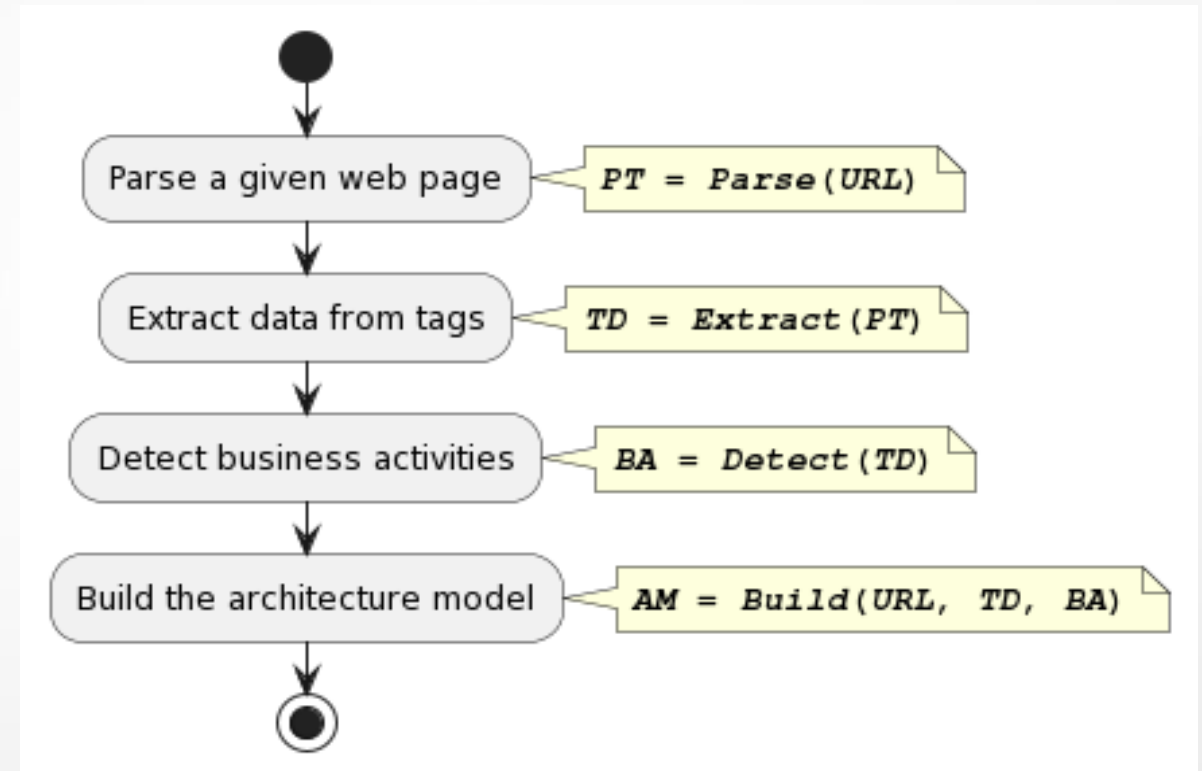 Parse a given web page
PT = Parse(URL)
Extract data from tags
TD = Extract(PT)
Detect business activities
BA = Detect(TD)
Build the architecture model
AM = Build(URL, TD, BA)